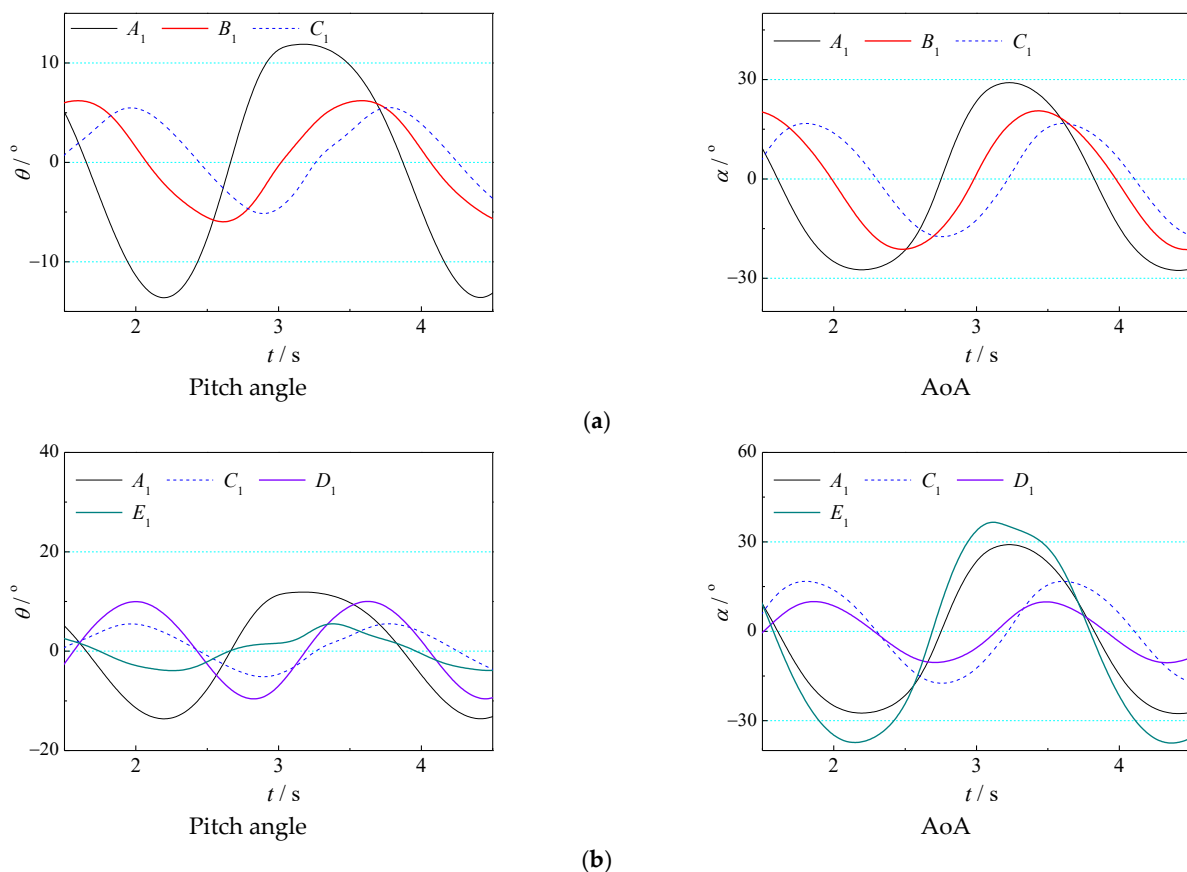 A₁ B₁ C₁
10
0
−10
θ / °
2 3 4
t / s
Pitch angle
A₁ B₁ C₁
30
0
−30
α / °
2 3 4
t / s
AoA
(a)
40
A₁ C₁ D₁
E₁
20
0
−20
θ / °
2 3 4
t / s
Pitch angle
60
A₁ C₁ D₁
E₁
30
0
−30
α / °
2 3 4
t / s
AoA
(b)